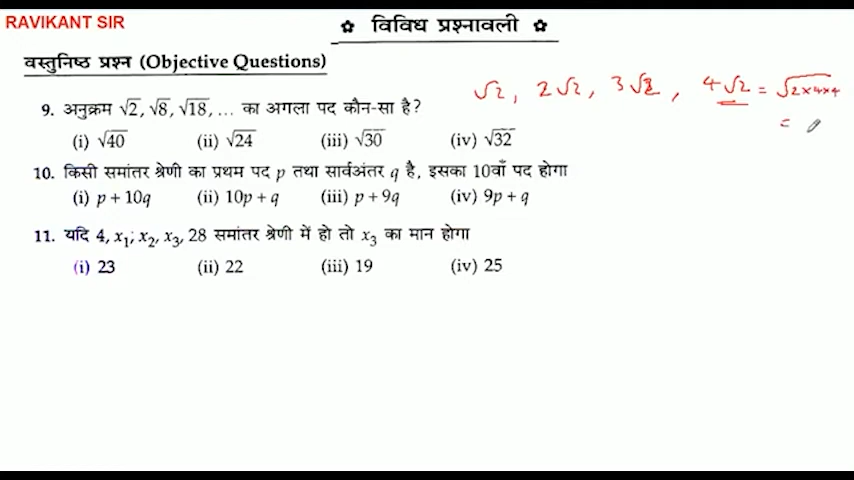 RAVIKANT SIR
✿ विविध प्रश्नावली ✿
वस्तुनिष्ठ प्रश्न (Objective Questions)
√2, 2√2, 3√2, 4√2 = √2×4×4
=
9. अनुक्रम √2, √8, √18, ... का अगला पद कौन-सा है?
(i) √40 (ii) √24 (iii) √30 (iv) √32
10. किसी समांतर श्रेणी का प्रथम पद p तथा सार्वअंतर q है, इसका 10वाँ पद होगा
(i) p + 10q (ii) 10p + q (iii) p + 9q (iv) 9p + q
11. यदि 4, x₁, x₂, x₃, 28 समांतर श्रेणी में हो तो x₃ का मान होगा
(i) 23 (ii) 22 (iii) 19 (iv) 25